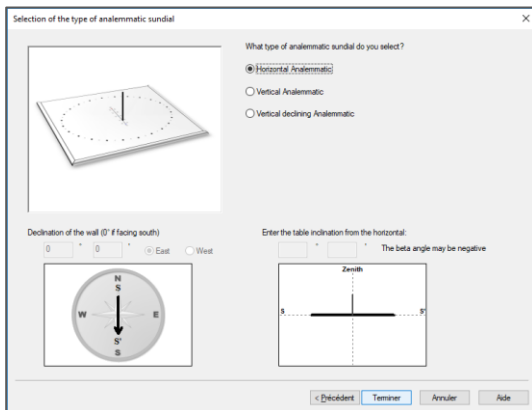 Selection of the type of analemmatic sundial
What type of analemmatic sundial do you select?
Horizontal Analemmatic
Vertical Analemmatic
Vertical declining Analemmatic
Declination of the wall (0° if facing south)
0 ° 0 ° East West
Enter the table inclination from the horizontal:
° ° The beta angle may be negative
N
S
W E
S'
S
Zenith
S S'
< Précédent Terminer Annuler Aide